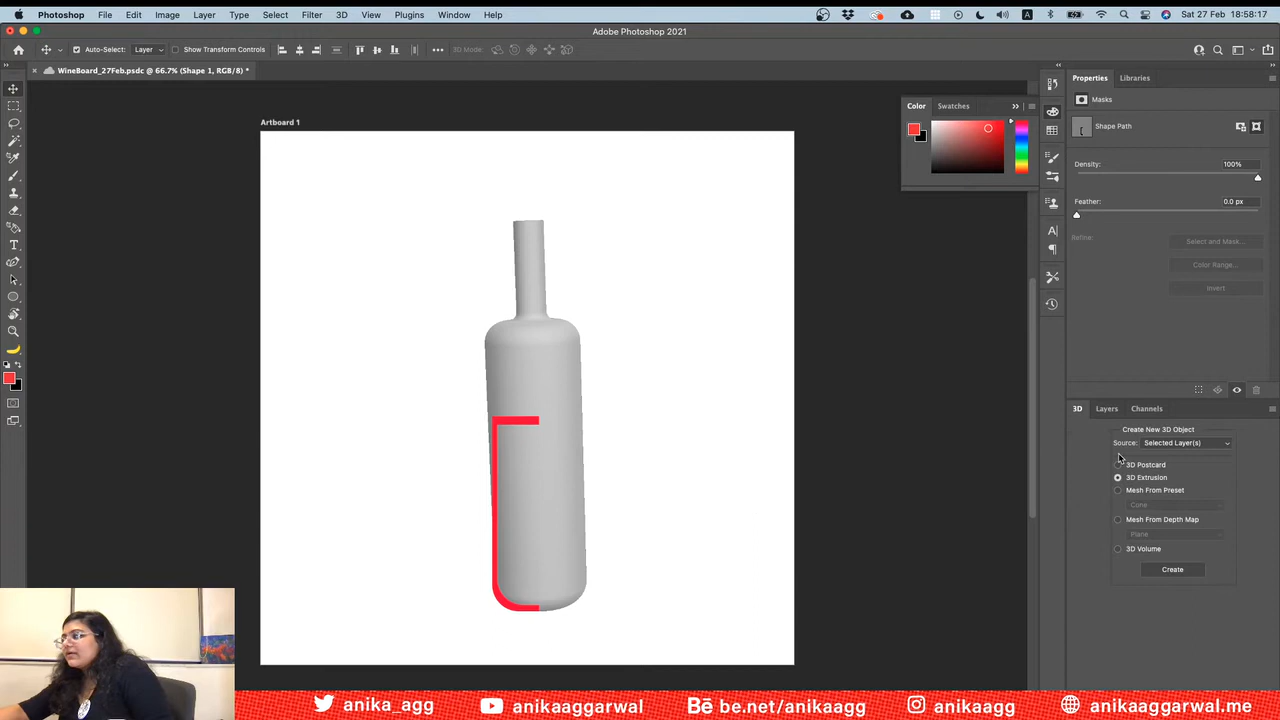 Photoshop File Edit Image Layer Type Select Filter 3D View Plugins Window Help A Sat 27 Feb 18:58:17
Adobe Photoshop 2021
Auto-Select: Layer Show Transform Controls 3D Mode:
WineBoard_27Feb.psdc @ 66.7% (Shape 1, RGB/8) *
Artboard 1
Color Swatches
Properties Libraries
Masks
Shape Path
Density: 100%
Feather: 0.0 px
Refine: Select and Mask...
Color Range...
Invert
3D Layers Channels
Create New 3D Object
Source: Selected Layer(s)
3D Postcard
3D Extrusion
Mesh From Preset
Cone
Mesh From Depth Map
Plane
3D Volume
Create
anika_agg anikaaggarwal be.net/anikaagg anikaagg anikaaggarwal.me